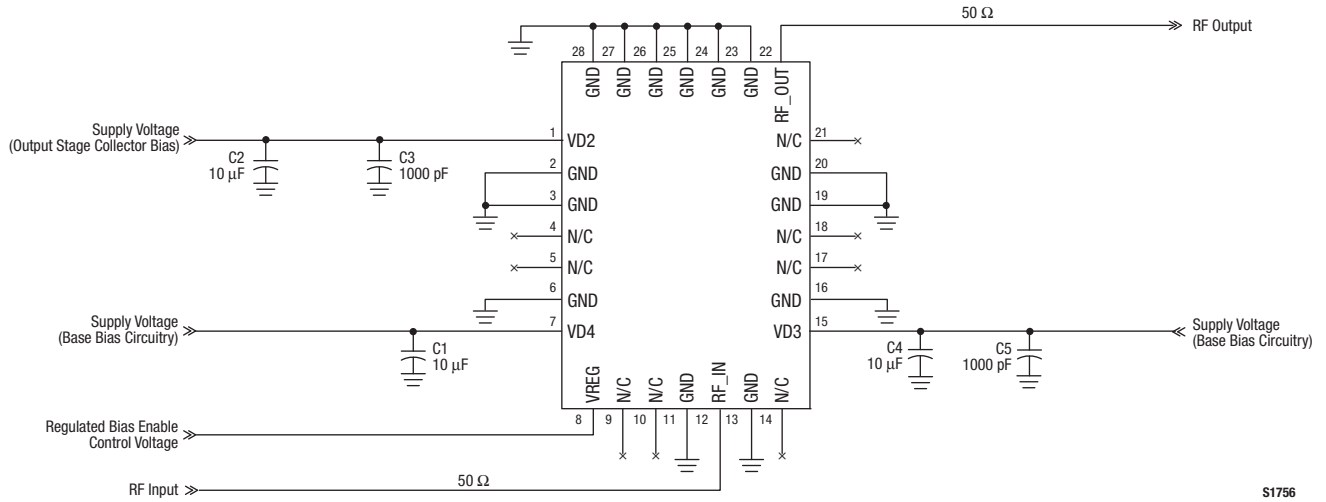 50 Ω
RF Output
28 27 26 25 24 23 22
GND GND GND GND GND GND RF_OUT
Supply Voltage
(Output Stage Collector Bias)
C2
10 µF
C3
1000 pF
1 VD2
2 GND
3 GND
4 N/C
5 N/C
6 GND
7 VD4
N/C 21
GND 20
GND 19
N/C 18
N/C 17
GND 16
VD3 15
Supply Voltage
(Base Bias Circuitry)
C1
10 µF
C4
10 µF
C5
1000 pF
Supply Voltage
(Base Bias Circuitry)
VREG N/C N/C GND RF_IN GND N/C
8 9 10 11 12 13 14
Regulated Bias Enable
Control Voltage
RF Input
50 Ω
S1756